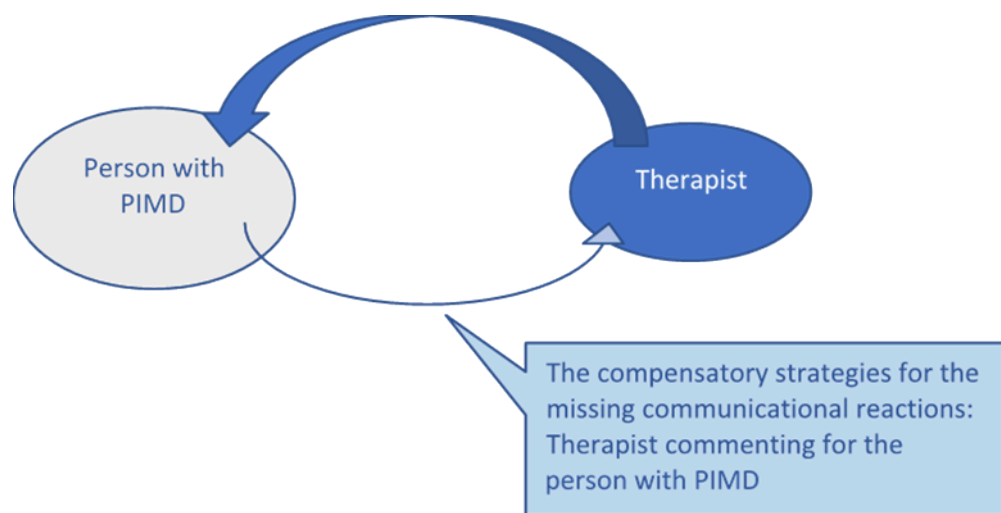 Person with
PIMD
Therapist
The compensatory strategies for the
missing communicational reactions:
Therapist commenting for the
person with PIMD